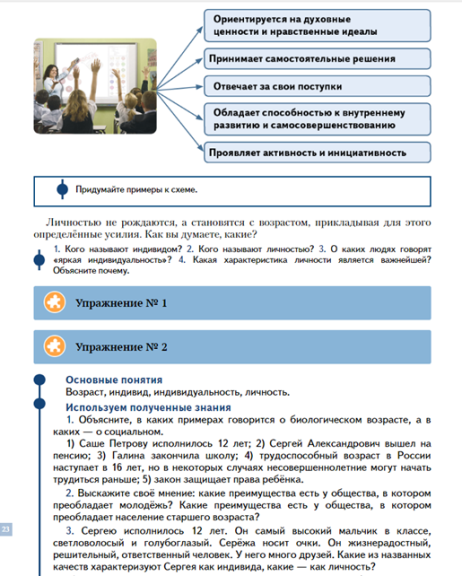 Ориентируется на духовные
ценности и нравственные идеалы
Принимает самостоятельные решения
Отвечает за свои поступки
Обладает способностью к внутреннему
развитию и самосовершенствованию
Проявляет активность и инициативность
Придумайте примеры к схеме.
Личностью не рождаются, а становятся с возрастом, прикладывая для этого
определённые усилия. Как вы думаете, какие?
1. Кого называют индивидом? 2. Кого называют личностью? 3. О каких людях говорят
«яркая индивидуальность»? 4. Какая характеристика личности является важнейшей?
Объясните почему.
Упражнение № 1
Упражнение № 2
Основные понятия
Возраст, индивид, индивидуальность, личность.
Используем полученные знания
1. Объясните, в каких примерах говорится о биологическом возрасте, а в
каких — о социальном.
1) Саше Петрову исполнилось 12 лет; 2) Сергей Александрович вышел на
пенсию; 3) Галина закончила школу; 4) трудоспособный возраст в России
наступает в 16 лет, но в некоторых случаях несовершеннолетние могут начать
трудиться раньше; 5) закон защищает права ребёнка.
2. Выскажите своё мнение: какие преимущества есть у общества, в котором
преобладает молодёжь? Какие преимущества есть у общества, в котором
преобладает население старшего возраста?
3. Сергею исполнилось 12 лет. Он самый высокий мальчик в классе,
светловолосый и голубоглазый. Серёжа носит очки. Он жизнерадостный,
решительный, ответственный человек. У него много друзей. Какие из названных
качеств характеризуют Сергея как индивида, какие — как личность?
23